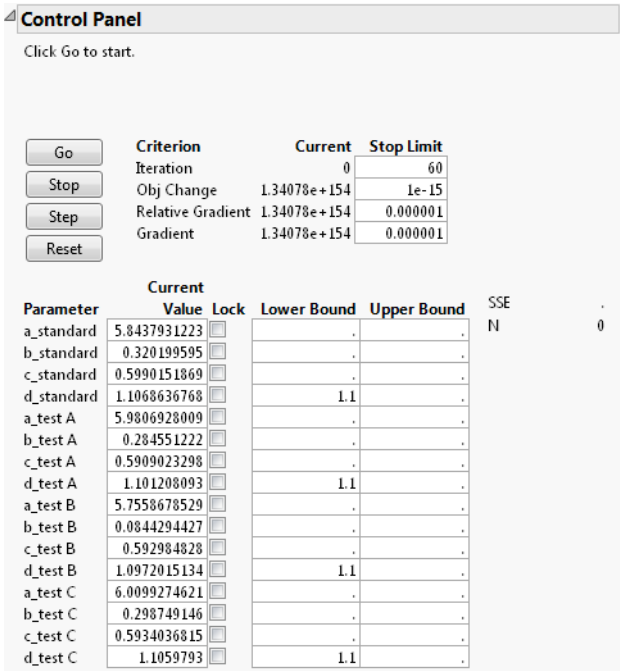 Control Panel
Click Go to start.
Go
Stop
Step
Reset
Criterion Current Stop Limit
Iteration 0 60
Obj Change 1.34078e+154 1e-15
Relative Gradient 1.34078e+154 0.000001
Gradient 1.34078e+154 0.000001
Current
Parameter Value Lock Lower Bound Upper Bound
a_standard 5.8437931223 . .
b_standard 0.320199595 . .
c_standard 0.5990151869 . .
d_standard 1.1068636768 1.1 .
a_test A 5.9806928009 . .
b_test A 0.284551222 . .
c_test A 0.5909023298 . .
d_test A 1.101208093 1.1 .
a_test B 5.7558678529 . .
b_test B 0.0844294427 . .
c_test B 0.592984828 . .
d_test B 1.0972015134 1.1 .
a_test C 6.0099274621 . .
b_test C 0.298749146 . .
c_test C 0.5934036815 . .
d_test C 1.1059793 1.1 .
SSE .
N 0